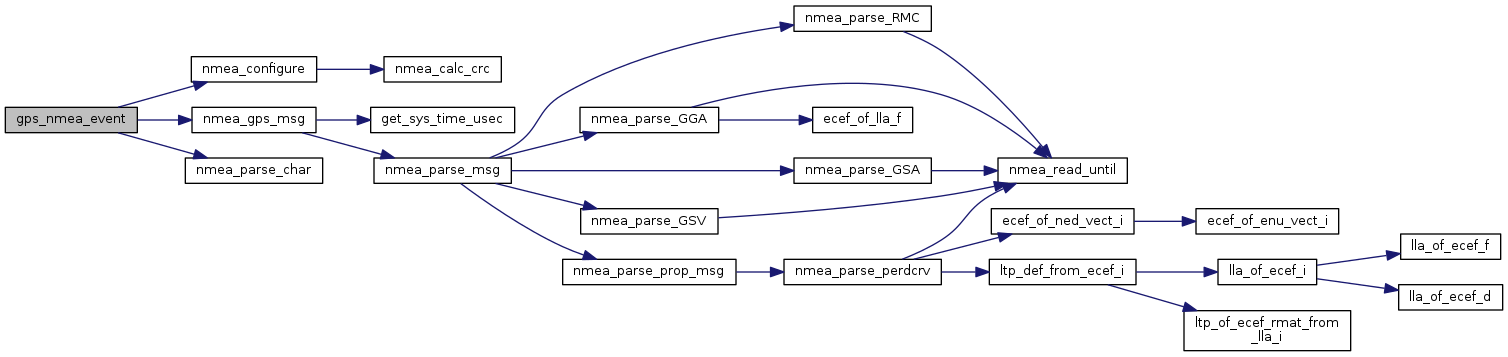 nmea_parse_RMC
nmea_configure
nmea_calc_crc
gps_nmea_event
nmea_gps_msg
get_sys_time_usec
nmea_parse_GGA
ecef_of_lla_f
nmea_parse_char
nmea_parse_msg
nmea_parse_GSA
nmea_read_until
nmea_parse_GSV
ecef_of_ned_vect_i
ecef_of_enu_vect_i
lla_of_ecef_f
nmea_parse_prop_msg
nmea_parse_perdcrv
ltp_def_from_ecef_i
lla_of_ecef_i
lla_of_ecef_d
ltp_of_ecef_rmat_from
_lla_i